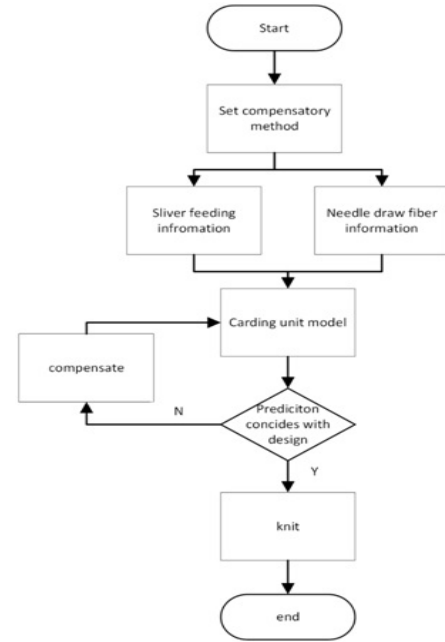 Start
Set compensatory
method
Sliver feeding
infromation
Needle draw fiber
information
Carding unit model
compensate
Prediciton
concides with
design
N
Y
knit
end